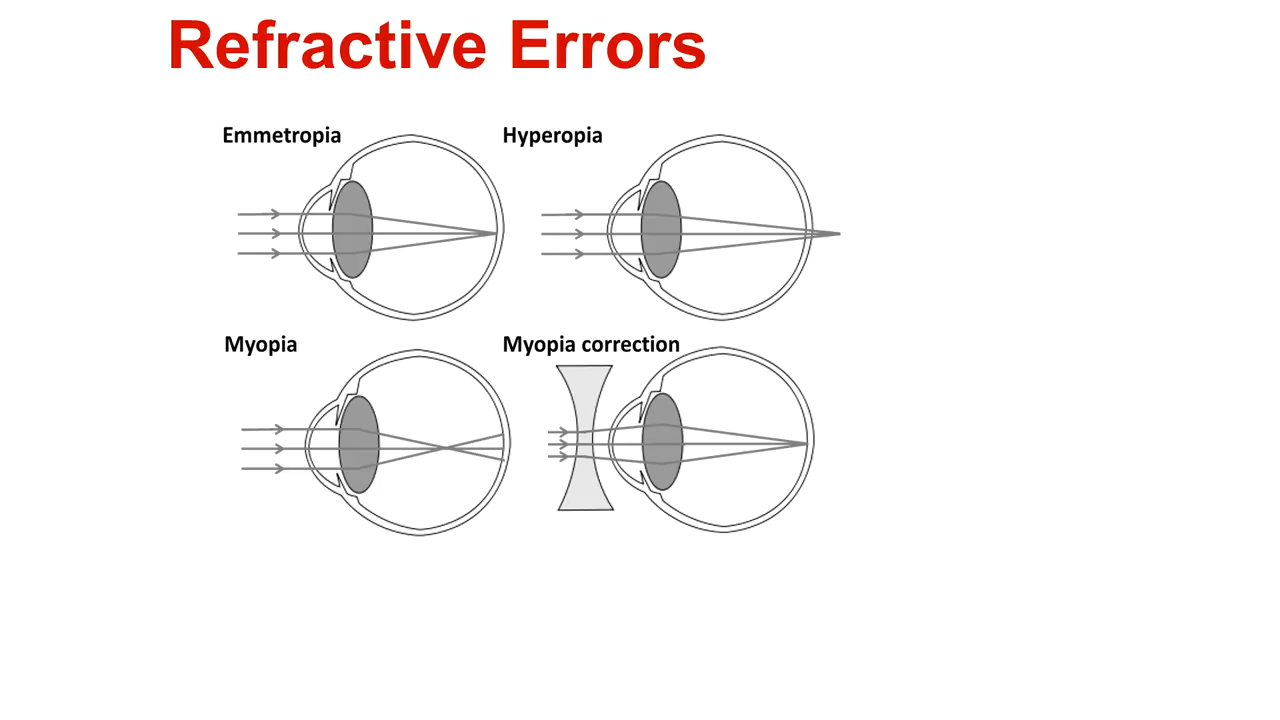 Refractive Errors
Emmetropia
Hyperopia
Myopia
Myopia correction